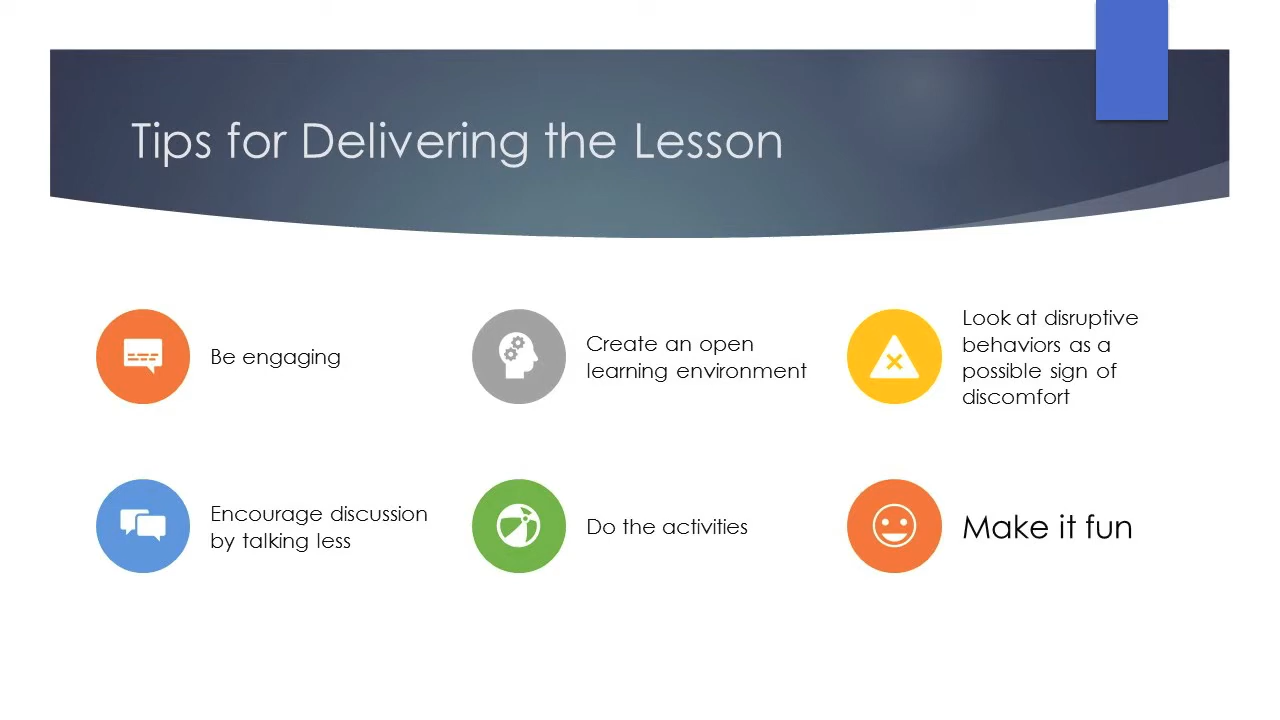 Tips for Delivering the Lesson
Be engaging
Create an open
learning environment
Look at disruptive
behaviors as a
possible sign of
discomfort
Encourage discussion
by talking less
Do the activities
Make it fun